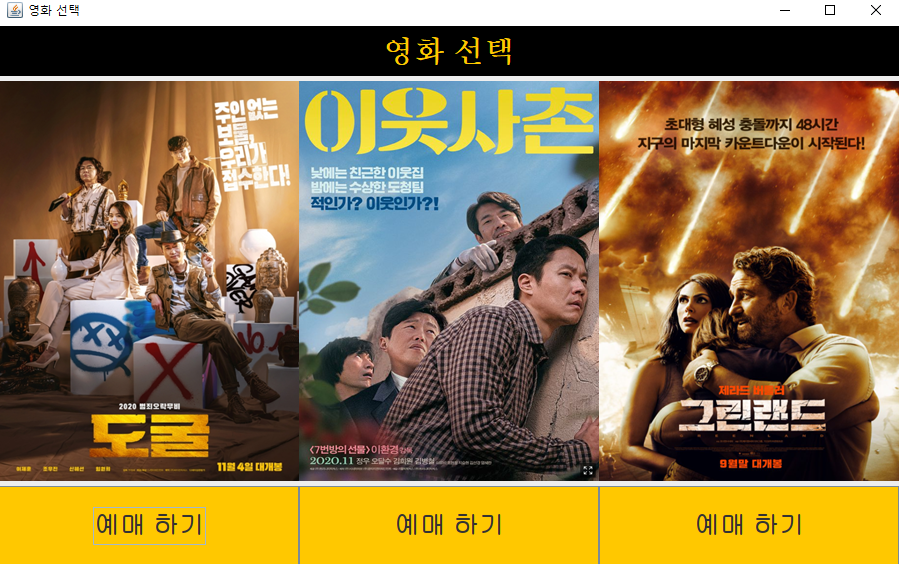 영화 선택
영화 선택
주인 없는
보물,
우리가
접수한다!
2020 범죄오락무비
도굴
이제훈 조우진 신혜선 임원희
11월 4일 대개봉
이웃사촌
낮에는 친근한 이웃집
밤에는 수상한 도청팀
적인가? 이웃인가?!
<7번방의 선물> 이환경 감독
2020.11 정우 오달수 김희원 김병철
초대형 혜성 충돌까지 48시간
지구의 마지막 카운트다운이 시작된다!
제라드 버틀러
그린랜드
9월말 대개봉
예매 하기
예매 하기
예매 하기